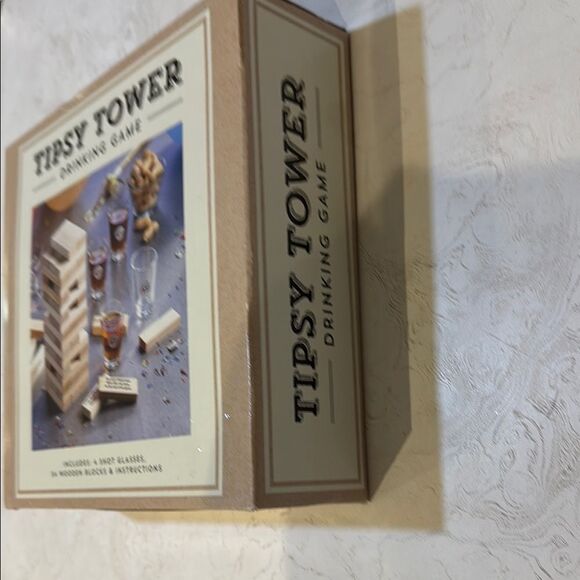 TIPSY TOWER
DRINKING GAME
INCLUDES: 4 SHOT GLASSES,
54 WOODEN BLOCKS & INSTRUCTIONS
TIPSY TOWER
DRINKING GAME